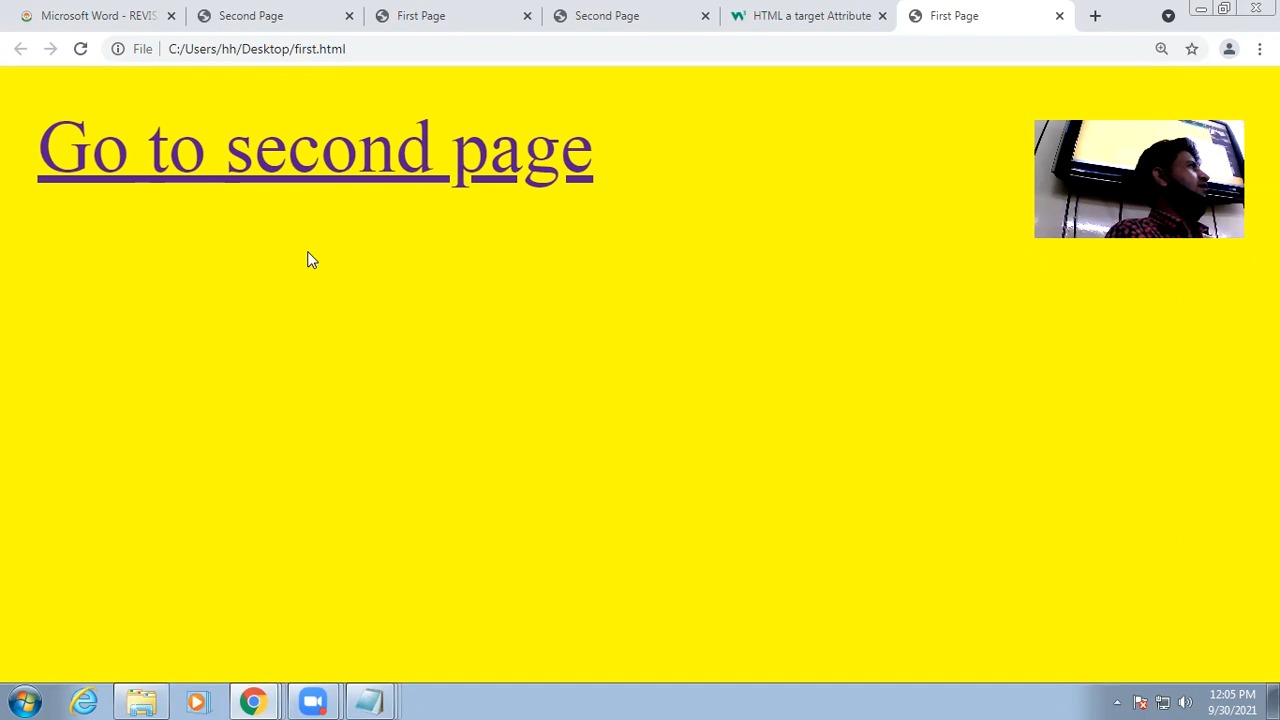 Microsoft Word - REVIS
Second Page
First Page
Second Page
HTML a target Attribute
First Page
File
C:/Users/hh/Desktop/first.html
Go to second page
12:05 PM
9/30/2021